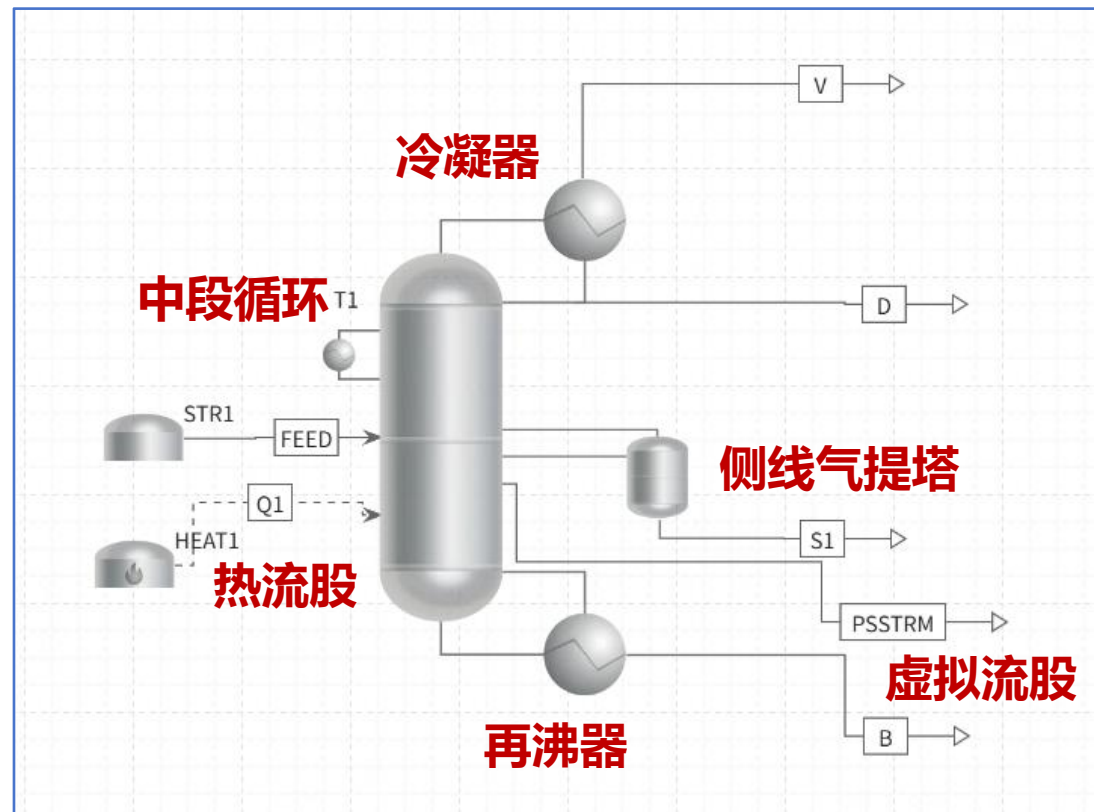 V
冷凝器
中段循环
T1
D
STR1
FEED
侧线气提塔
Q1
HEAT1
S1
热流股
PSSTRM
虚拟流股
再沸器
B